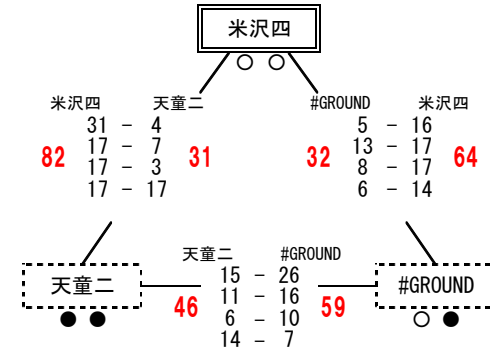 米沢四
○ ○
米沢四 天童二
31 - 4
17 - 7
17 - 3
17 - 17
82 31
#GROUND 米沢四
5 - 16
13 - 17
8 - 17
6 - 14
32 64
天童二 #GROUND
15 - 26
11 - 16
6 - 10
14 - 7
46 59
天童二
● ●
#GROUND
○ ●